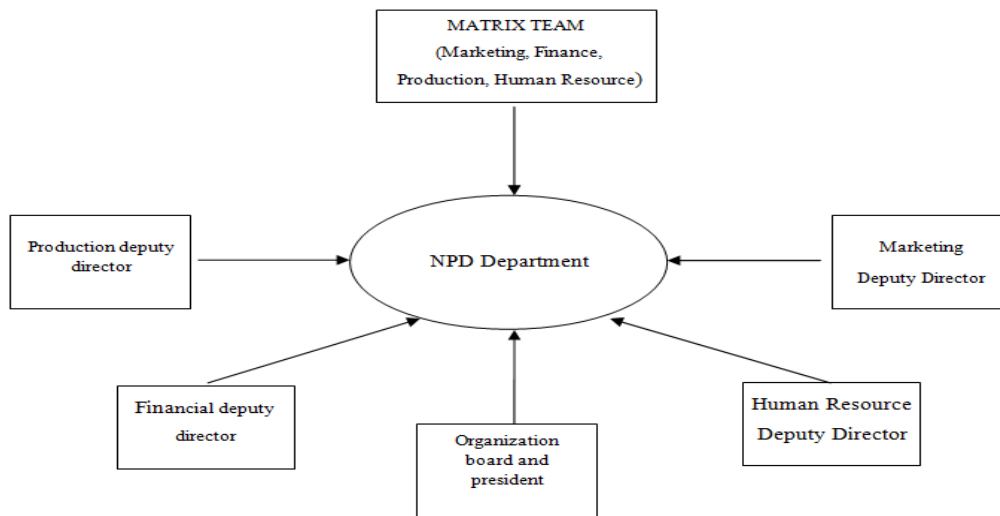 MATRIX TEAM
(Marketing, Finance,
Production, Human Resource)
Production deputy
director
NPD Department
Marketing
Deputy Director
Financial deputy
director
Organization
board and
president
Human Resource
Deputy Director